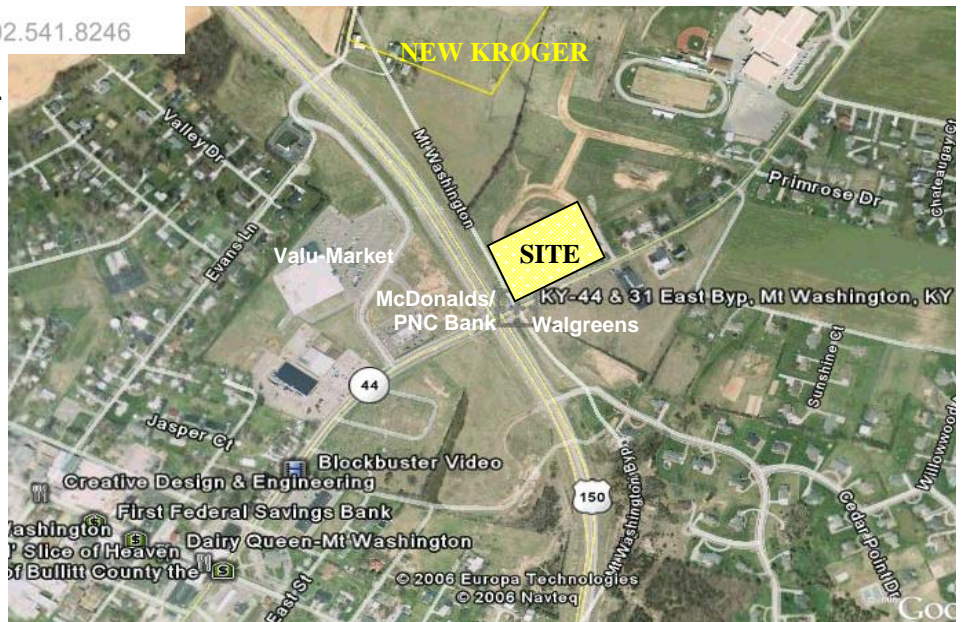 02.541.8246
NEW KROGER
Valley Dr
Mt Washington
Primrose Dr
Chateaugay Ct
Evans Ln
Valu-Market
SITE
McDonalds/
PNC Bank
KY-44 & 31 East Byp, Mt Washington, KY
Walgreens
44
Sunshine Ct
Jasper Ct
Willowwood
Blockbuster Video
Creative Design & Engineering
150
First Federal Savings Bank
Mt Washington Byp
Cedar Point Dr
Washington
Dairy Queen-Mt Washington
' Slice of Heaven
of Bullitt County the
East St
© 2006 Europa Technologies
© 2006 Navteq
Goo